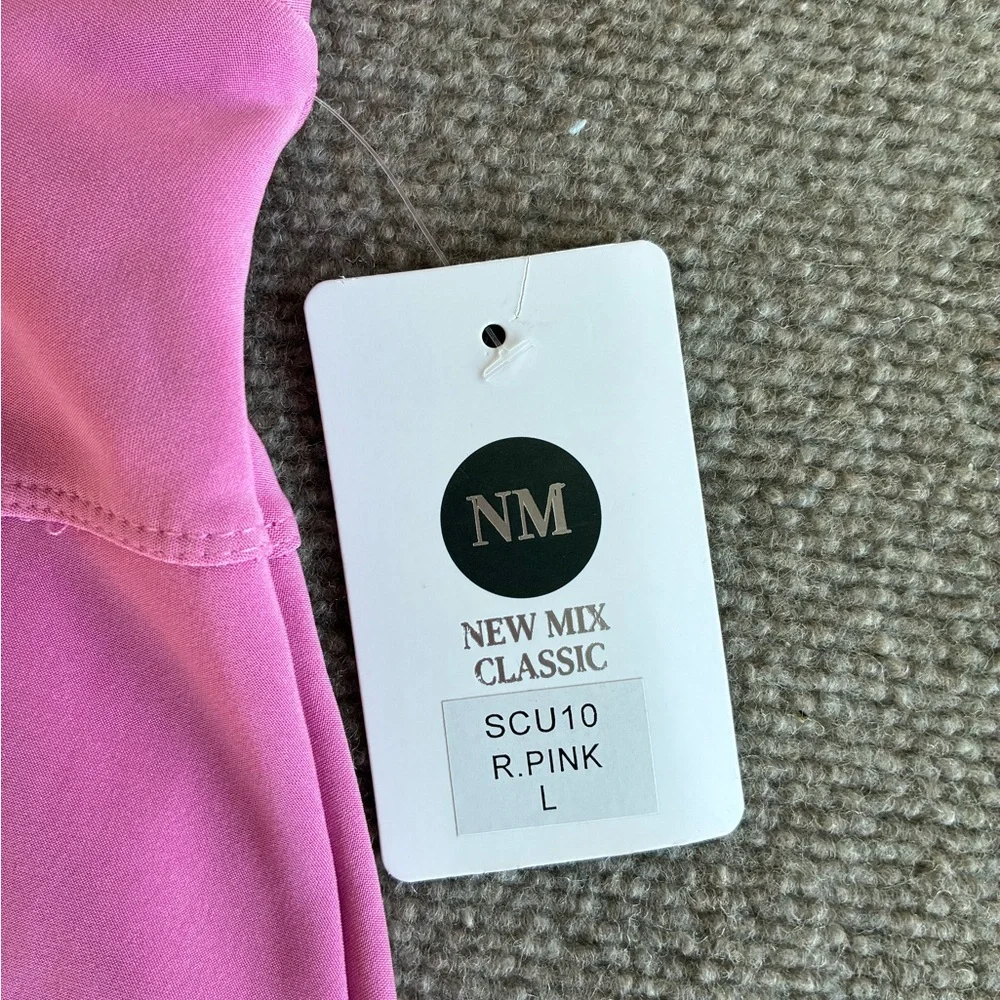 NM
NEW MIX
CLASSIC
SCU10
R.PINK
L